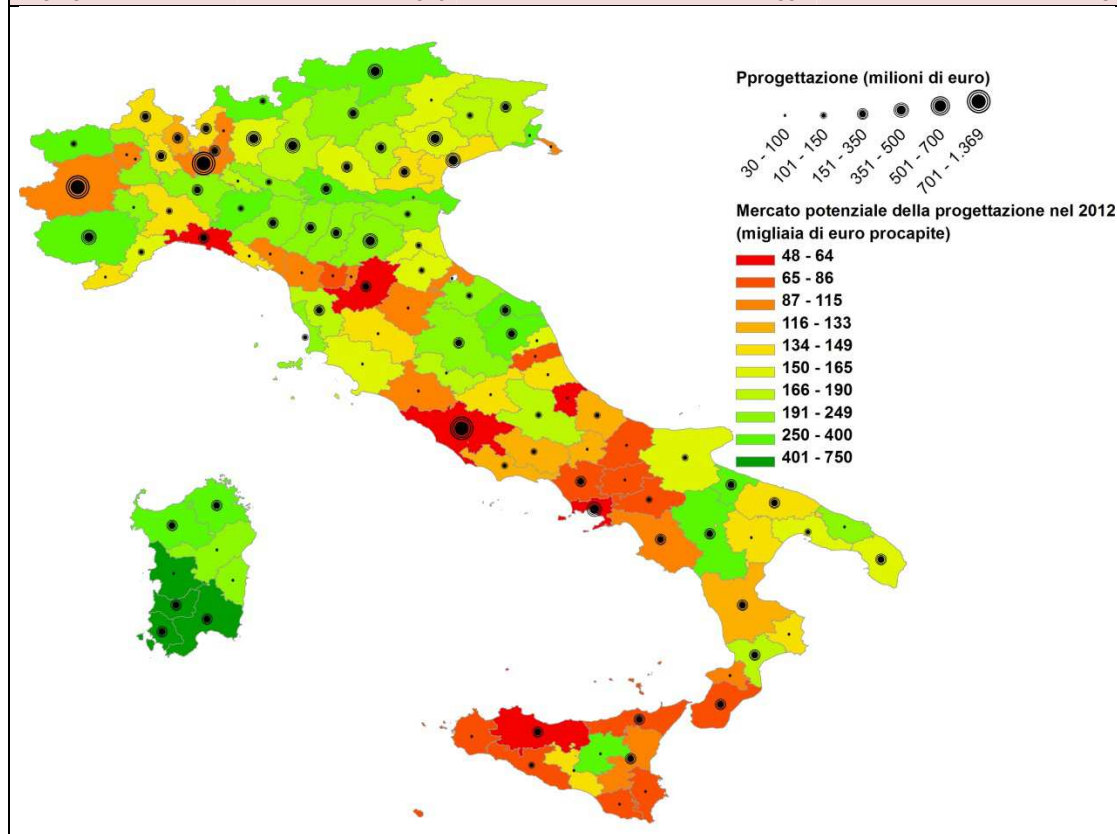 Pprogettazione (milioni di euro)
30 - 100
101 - 150
151 - 350
351 - 500
501 - 700
701 - 1.369
Mercato potenziale della progettazione nel 2012
(migliaia di euro procapite)
48 - 64
65 - 86
87 - 115
116 - 133
134 - 149
150 - 165
166 - 190
191 - 249
250 - 400
401 - 750